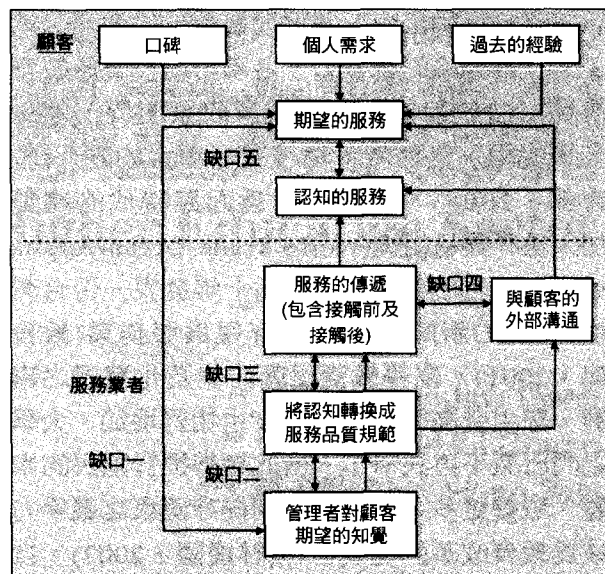 顧客
口碑
個人需求
過去的經驗
期望的服務
缺口五
認知的服務
服務的傳遞
(包含接觸前及
接觸後)
缺口四
與顧客的
外部溝通
缺口三
服務業者
將認知轉換成
服務品質規範
缺口一
缺口二
管理者對顧客
期望的知覺